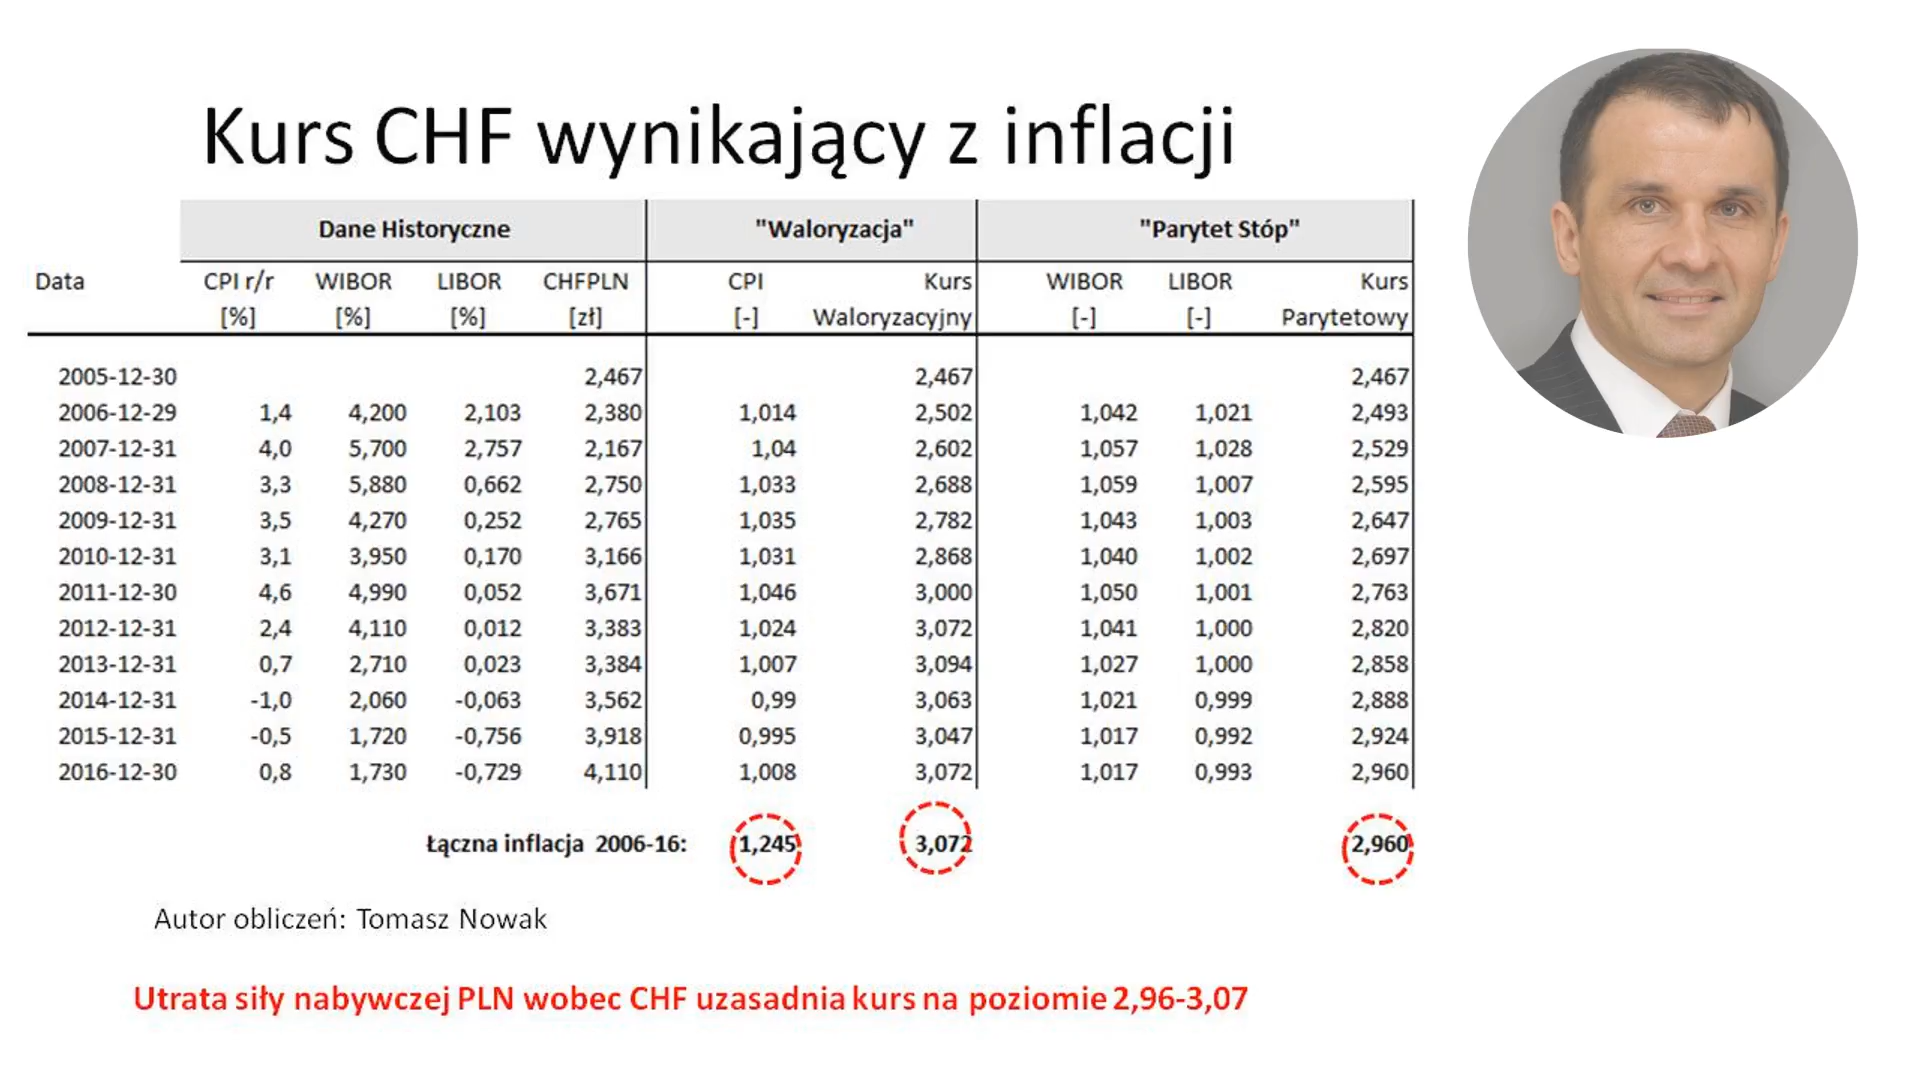 Kurs CHF wynikający z inflacji
Dane Historyczne "Waloryzacja" "Parytet Stóp"
Data CPI r/r WIBOR LIBOR CHFPLN CPI Kurs WIBOR LIBOR Kurs
[%] [%] [%] [zł] [-] Waloryzacyjny [-] [-] Parytetowy
2005-12-30 2,467 2,467 2,467
2006-12-29 1,4 4,200 2,103 2,380 1,014 2,502 1,042 1,021 2,493
2007-12-31 4,0 5,700 2,757 2,167 1,04 2,602 1,057 1,028 2,529
2008-12-31 3,3 5,880 0,662 2,750 1,033 2,688 1,059 1,007 2,595
2009-12-31 3,5 4,270 0,252 2,765 1,035 2,782 1,043 1,003 2,647
2010-12-31 3,1 3,950 0,170 3,166 1,031 2,868 1,040 1,002 2,697
2011-12-30 4,6 4,990 0,052 3,671 1,046 3,000 1,050 1,001 2,763
2012-12-31 2,4 4,110 0,012 3,383 1,024 3,072 1,041 1,000 2,820
2013-12-31 0,7 2,710 0,023 3,384 1,007 3,094 1,027 1,000 2,858
2014-12-31 -1,0 2,060 -0,063 3,562 0,99 3,063 1,021 0,999 2,888
2015-12-31 -0,5 1,720 -0,756 3,918 0,995 3,047 1,017 0,992 2,924
2016-12-30 0,8 1,730 -0,729 4,110 1,008 3,072 1,017 0,993 2,960
Łączna inflacja 2006-16: 1,245 3,072 2,960
Autor obliczeń: Tomasz Nowak
Utrata siły nabywczej PLN wobec CHF uzasadnia kurs na poziomie 2,96-3,07